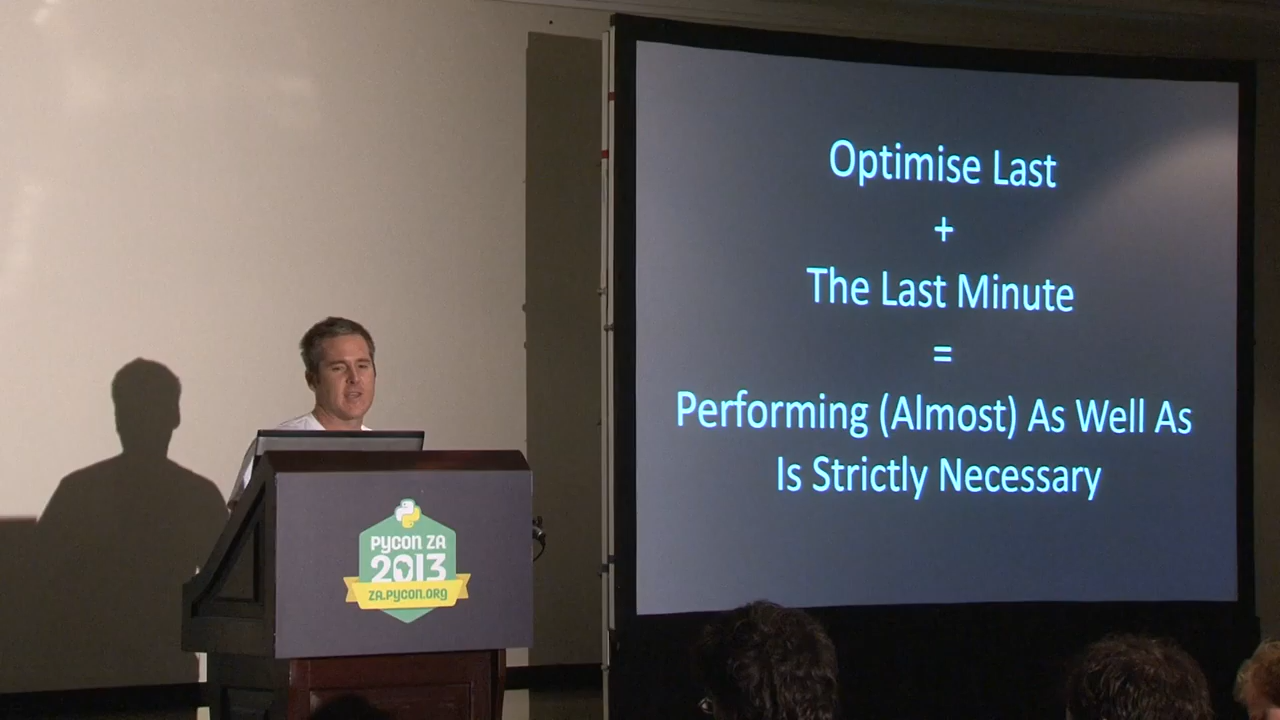 Optimise Last
+
The Last Minute
=
Performing (Almost) As Well As
Is Strictly Necessary
PYCON ZA
2013
ZA.PYCON.ORG